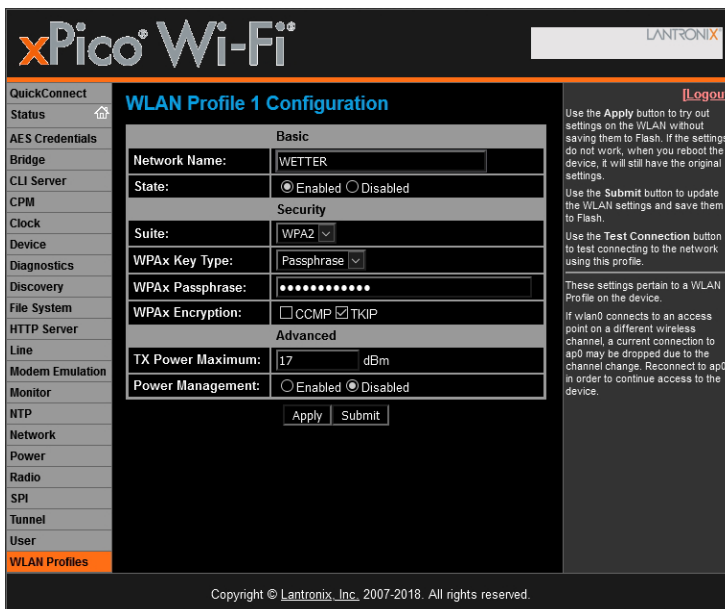 xPico® Wi-Fi®
LANTRONIX®
QuickConnect
Status
AES Credentials
Bridge
CLI Server
CPM
Clock
Device
Diagnostics
Discovery
File System
HTTP Server
Line
Modem Emulation
Monitor
NTP
Network
Power
Radio
SPI
Tunnel
User
WLAN Profiles
WLAN Profile 1 Configuration
Basic
Network Name: WETTER
State: Enabled Disabled
Security
Suite: WPA2
WPAx Key Type: Passphrase
WPAx Passphrase: ••••••••••••
WPAx Encryption: CCMP TKIP
Advanced
TX Power Maximum: 17 dBm
Power Management: Enabled Disabled
Apply Submit
[Logout
Use the Apply button to try out
settings on the WLAN without
saving them to Flash. If the settings
do not work, when you reboot the
device, it will still have the original
settings.
Use the Submit button to update
the WLAN settings and save them
to Flash.
Use the Test Connection button
to test connecting to the network
using this profile.
These settings pertain to a WLAN
Profile on the device.
If wlan0 connects to an access
point on a different wireless
channel, a current connection to
ap0 may be dropped due to the
channel change. Reconnect to ap0
in order to continue access to the
device.
Copyright © Lantronix, Inc. 2007-2018. All rights reserved.